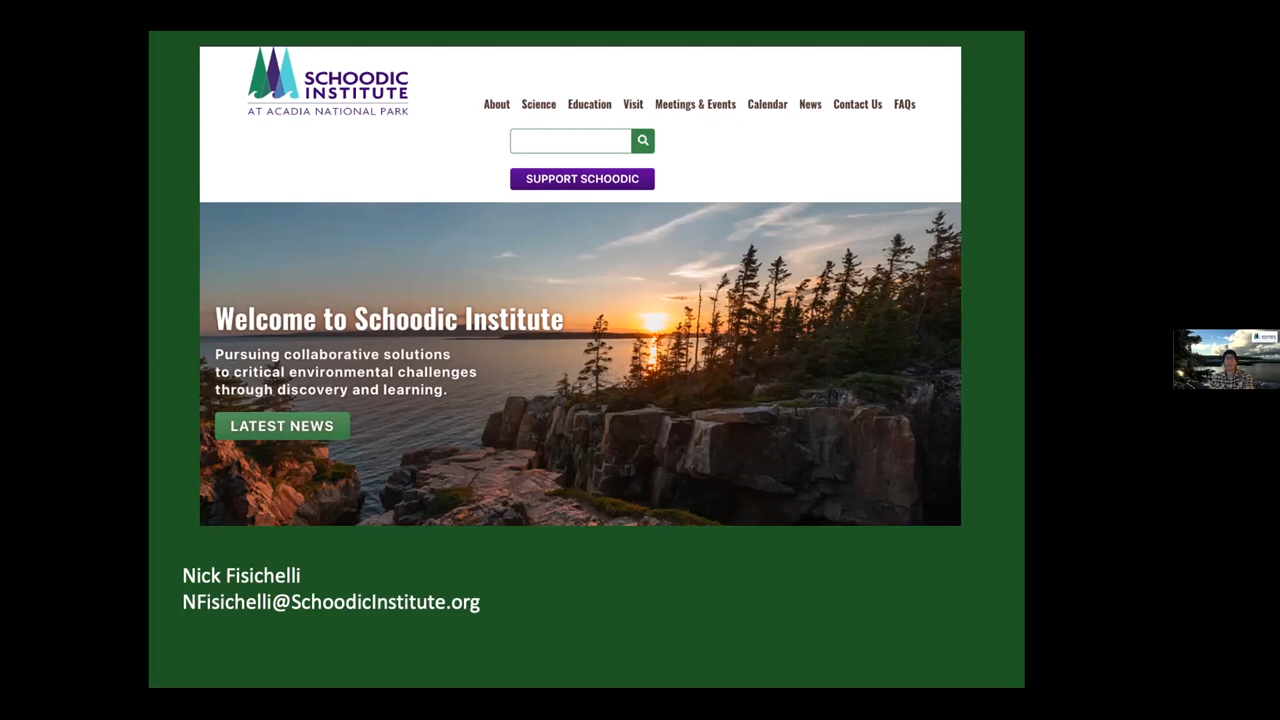 SCHOODIC
INSTITUTE
AT ACADIA NATIONAL PARK
About Science Education Visit Meetings & Events Calendar News Contact Us FAQs
SUPPORT SCHOODIC
Welcome to Schoodic Institute
Pursuing collaborative solutions
to critical environmental challenges
through discovery and learning.
LATEST NEWS
Nick Fisichelli
NFisichelli@SchoodicInstitute.org